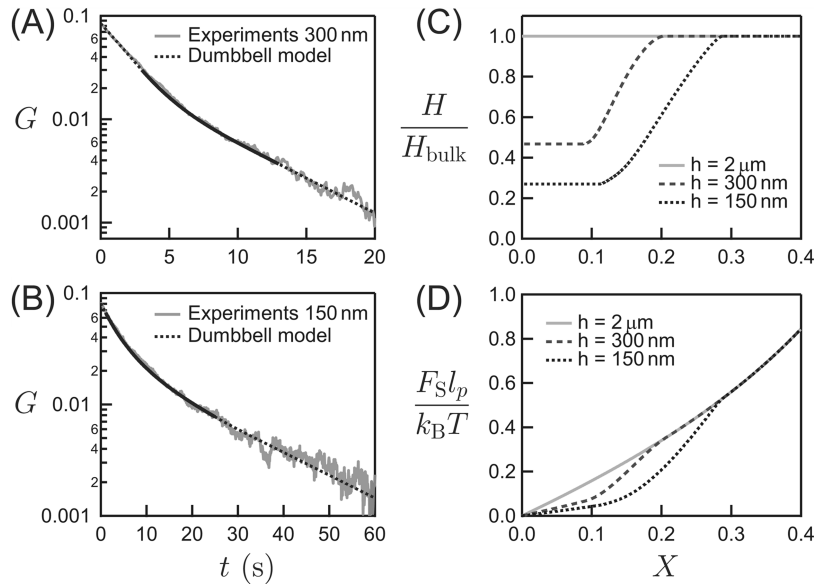 (A)
0.1
6
4
2
0.01
6
4
2
0.001
G
Experiments 300 nm
Dumbbell model
0 5 10 15 20
(B)
0.1
6
4
2
0.01
6
4
2
0.001
G
Experiments 150 nm
Dumbbell model
0 10 20 30 40 50 60
t (s)
(C)
1.0
0.8
0.6
0.4
0.2
0.0
H
H_bulk
h = 2 μm
h = 300 nm
h = 150 nm
0.0 0.1 0.2 0.3 0.4
(D)
1.0
0.8
0.6
0.4
0.2
0.0
F_S l_p
k_B T
h = 2 μm
h = 300 nm
h = 150 nm
0.0 0.1 0.2 0.3 0.4
X